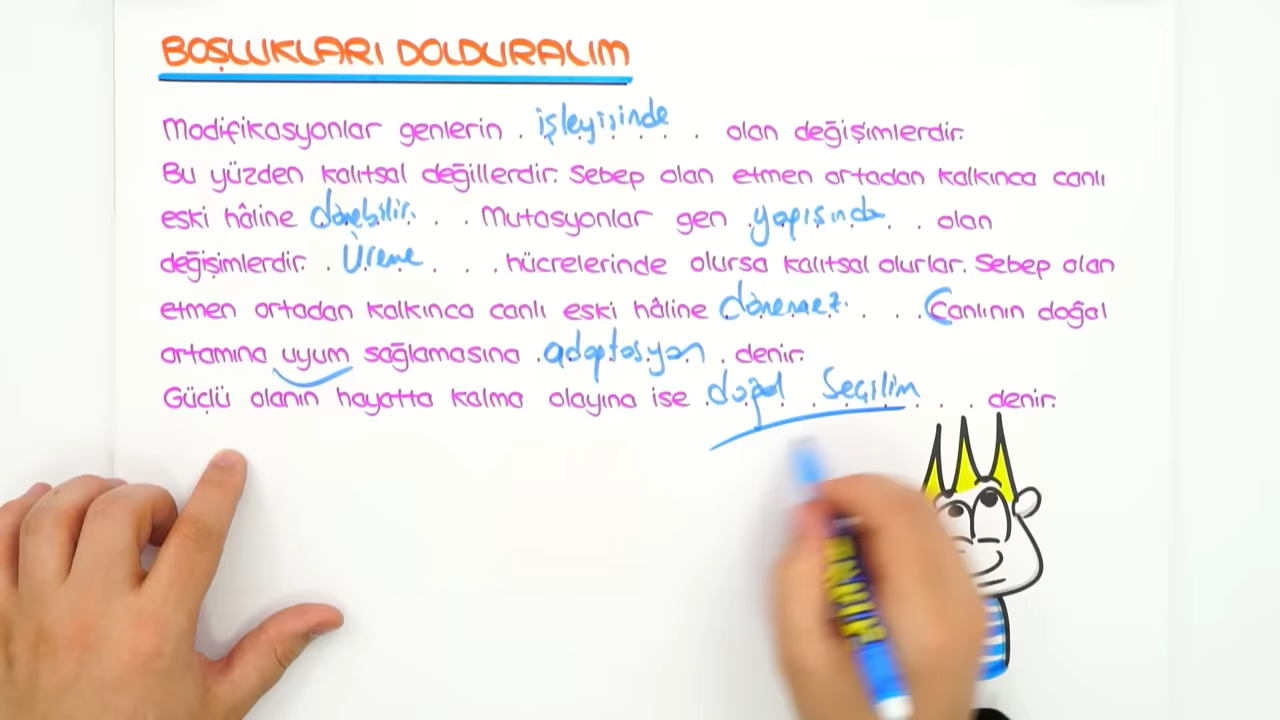 BOŞLUKLARI DOLDURALIM
Modifikasyonlar genlerin . işleyişinde . . olan değişimlerdir.
Bu yüzden kalıtsal değillerdir. Sebep olan etmen ortadan kalkınca canlı
eski hâline dönebilir. . . Mutasyonlar gen yapısında . . olan
değişimlerdir. . Üreme . . . hücrelerinde olursa kalıtsal olurlar. Sebep olan
etmen ortadan kalkınca canlı eski hâline dönemez. . . . Canlının doğal
ortamına uyum sağlamasına . adaptasyon . denir.
Güçlü olanın hayatta kalma olayına ise . doğal seçilim . . . denir.